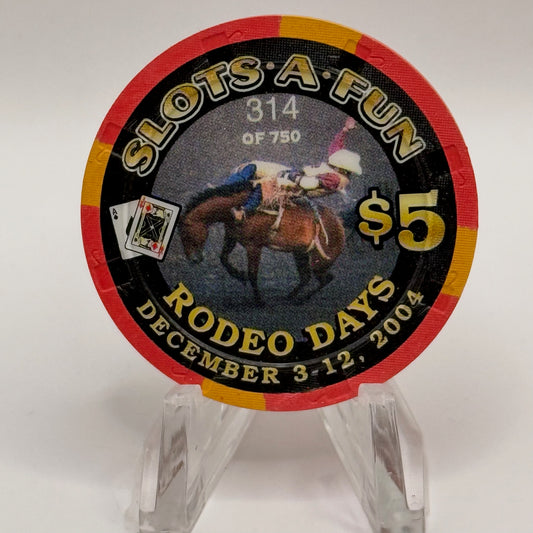 SLOTS·A·FUN
314
OF 750
$5
A
RODEO DAYS
DECEMBER 3-12, 2004